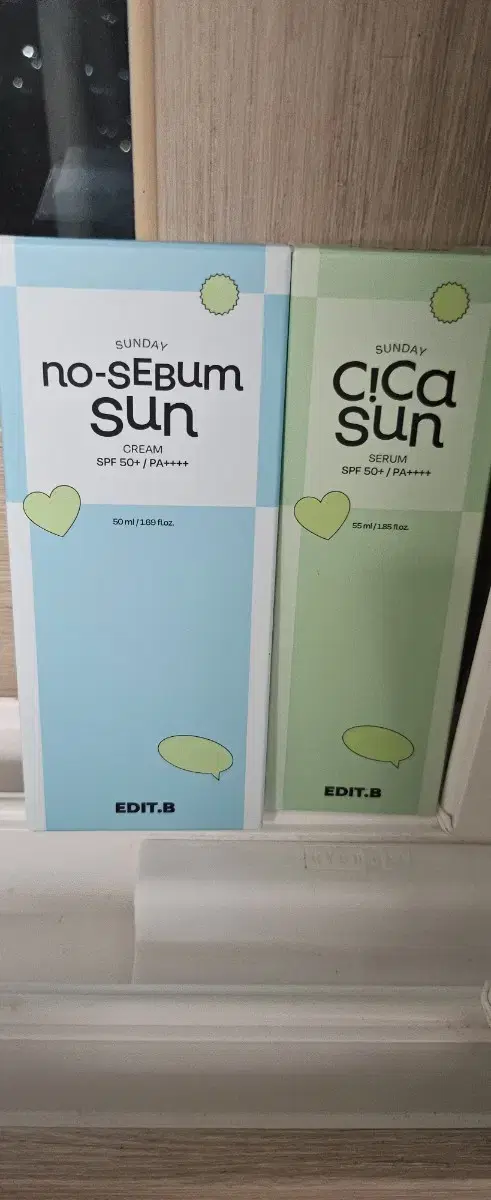 SUNDAY
no-SEBum
sun
CREAM
SPF 50+ / PA++++
50 ml / 1.69 fl.oz.
EDIT.B
SUNDAY
C!Ca
sun
SERUM
SPF 50+ / PA++++
55 ml / 1.85 fl.oz.
EDIT.B